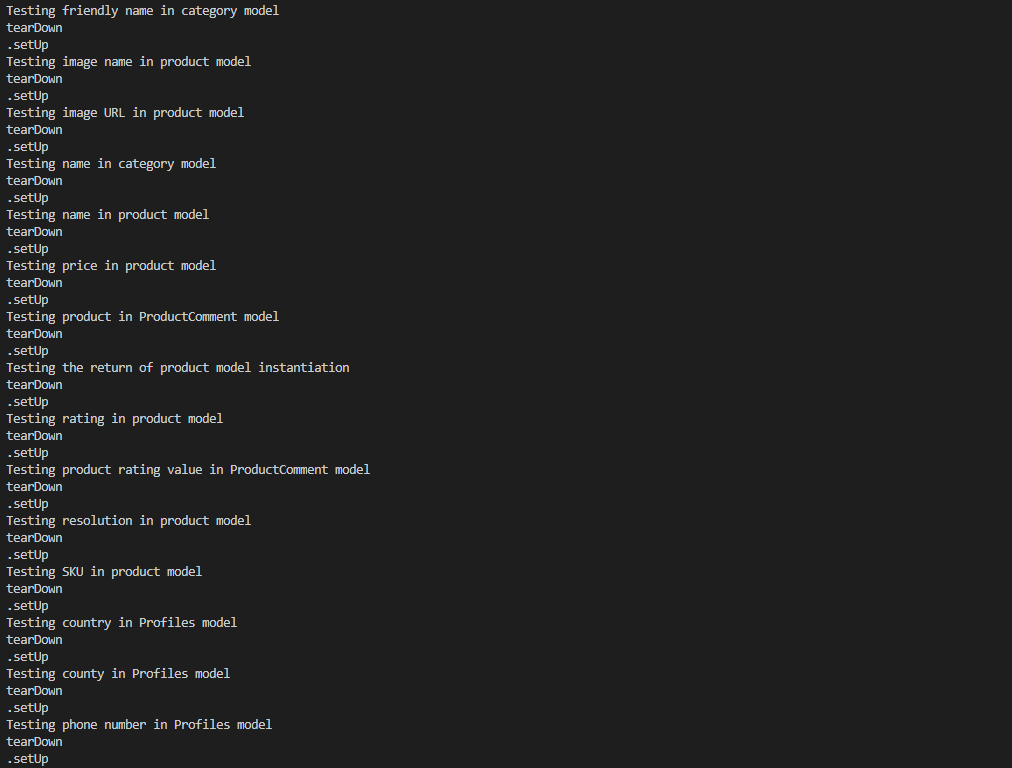 Testing friendly name in category model
tearDown
.setUp
Testing image name in product model
tearDown
.setUp
Testing image URL in product model
tearDown
.setUp
Testing name in category model
tearDown
.setUp
Testing name in product model
tearDown
.setUp
Testing price in product model
tearDown
.setUp
Testing product in ProductComment model
tearDown
.setUp
Testing the return of product model instantiation
tearDown
.setUp
Testing rating in product model
tearDown
.setUp
Testing product rating value in ProductComment model
tearDown
.setUp
Testing resolution in product model
tearDown
.setUp
Testing SKU in product model
tearDown
.setUp
Testing country in Profiles model
tearDown
.setUp
Testing county in Profiles model
tearDown
.setUp
Testing phone number in Profiles model
tearDown
.setUp